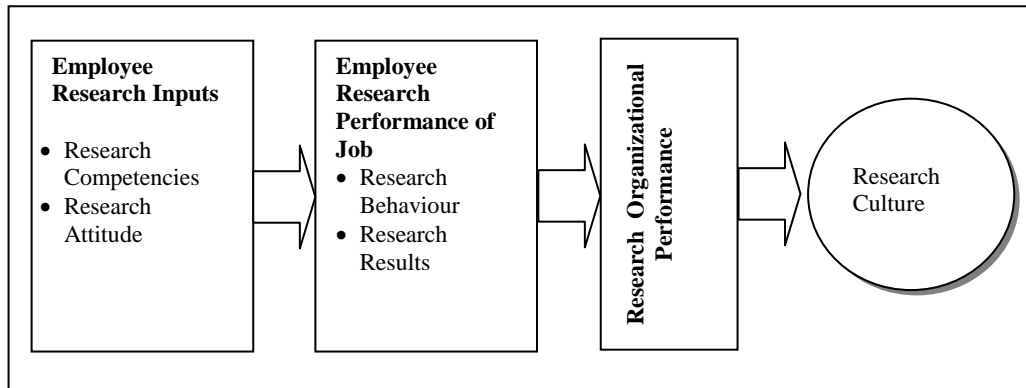 Employee
Research Inputs
• Research
Competencies
• Research
Attitude
Employee
Research
Performance of
Job
• Research
Behaviour
• Research
Results
Research Organizational
Performance
Research
Culture